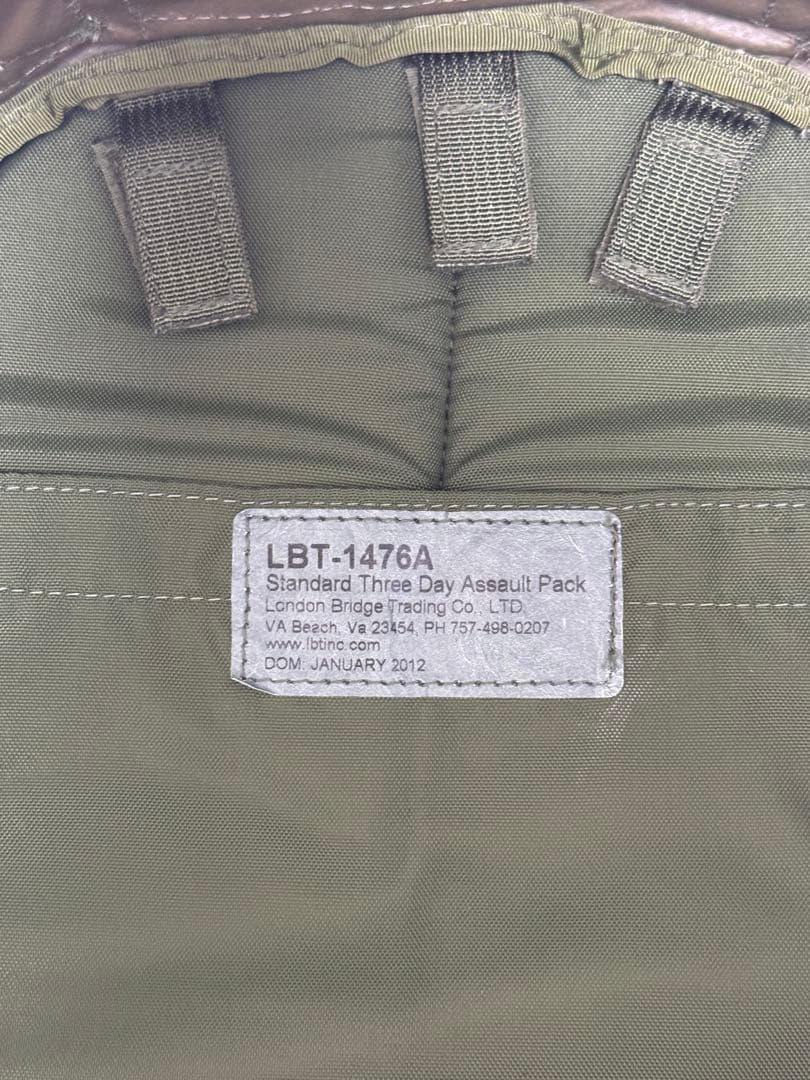 LBT-1476A
Standard Three Day Assault Pack
London Bridge Trading Co., LTD.
VA Beach, Va 23454, PH 757-498-0207
www.lbtinc.com
DOM: JANUARY 2012